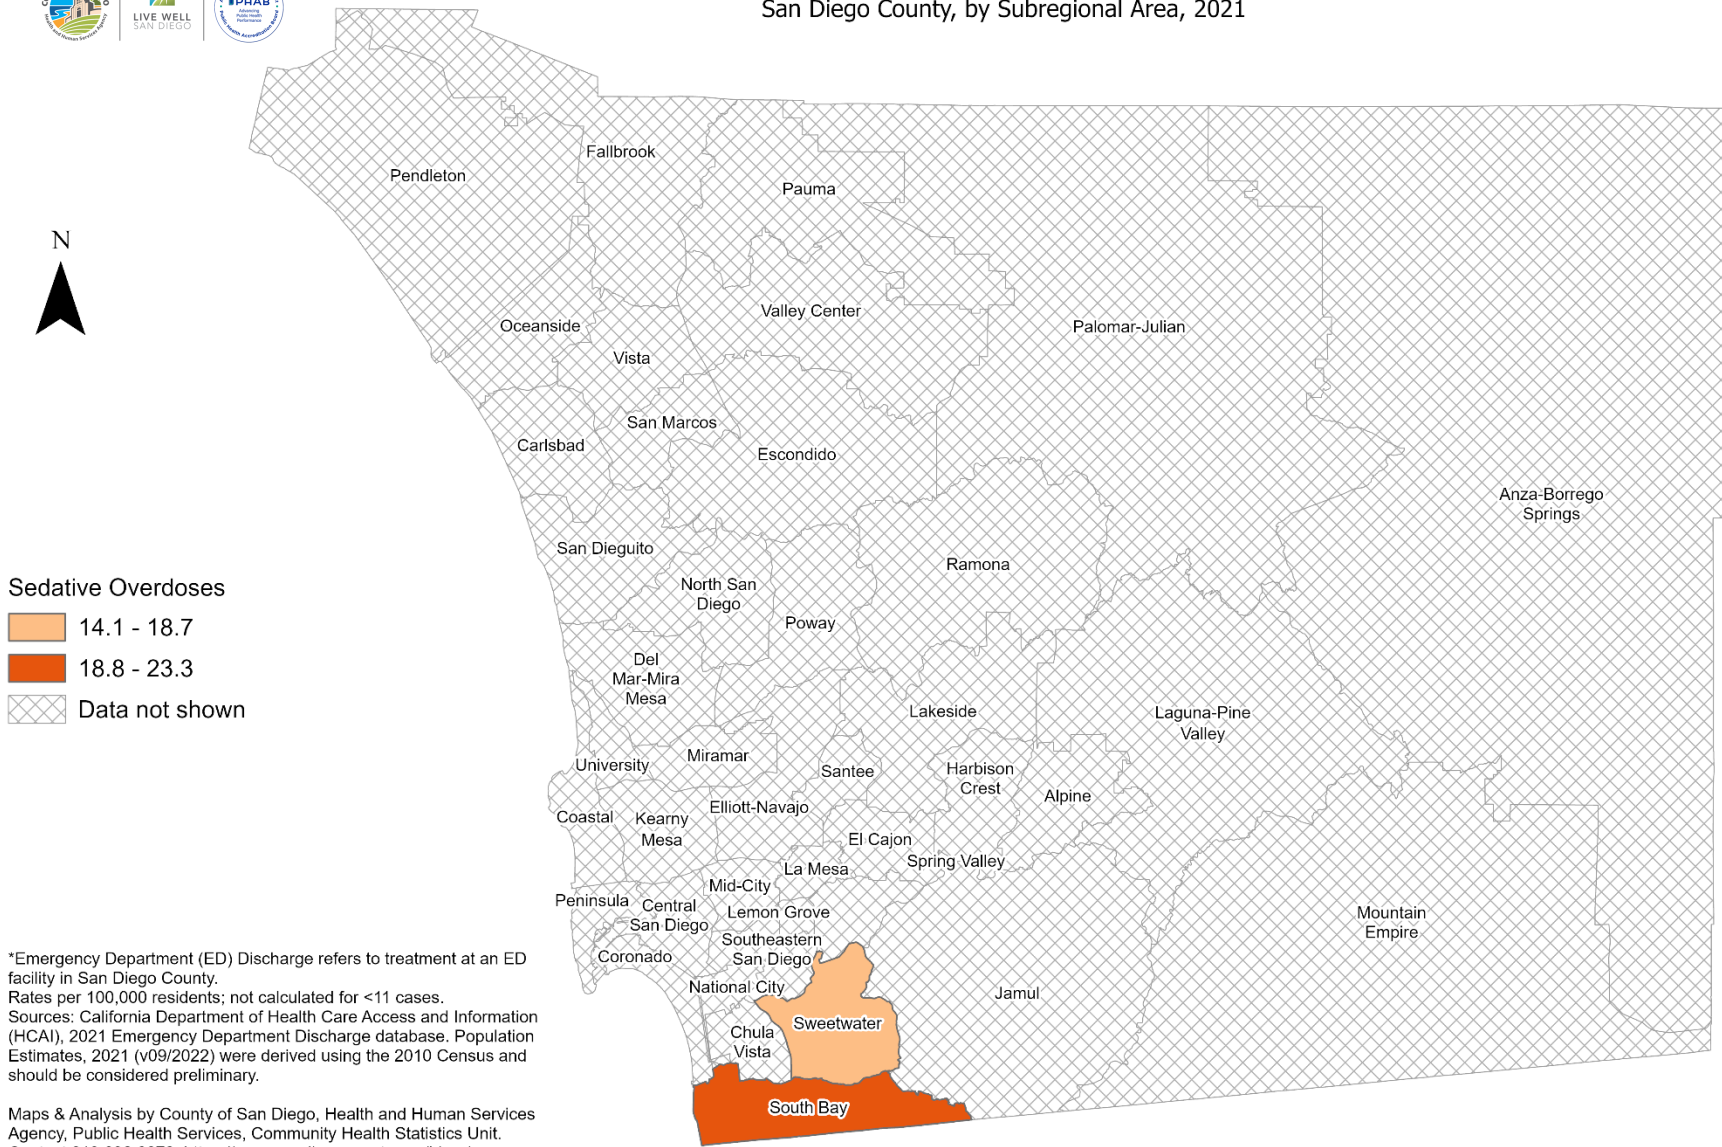 PHAB
Advancing
Public Health
Performance
LIVE WELL
SAN DIEGO
San Diego County, by Subregional Area, 2021
Fallbrook
Pendleton
Pauma
N
Valley Center
Oceanside
Palomar-Julian
Vista
San Marcos
Carlsbad
Escondido
Anza-Borrego
Springs
San Dieguito
Ramona
North San
Diego
Poway
Sedative Overdoses
14.1 - 18.7
18.8 - 23.3
Data not shown
Del
Mar-Mira
Mesa
Lakeside
Laguna-Pine
Valley
Miramar
University
Santee
Harbison
Crest
Alpine
Elliott-Navajo
Coastal
Kearny
Mesa
El Cajon
Spring Valley
La Mesa
Mid-City
Peninsula
Central
San Diego
Lemon Grove
Mountain
Empire
Southeastern
San Diego
Coronado
National City
Jamul
Sweetwater
Chula
Vista
South Bay
*Emergency Department (ED) Discharge refers to treatment at an ED
facility in San Diego County.
Rates per 100,000 residents; not calculated for <11 cases.
Sources: California Department of Health Care Access and Information
(HCAI), 2021 Emergency Department Discharge database. Population
Estimates, 2021 (v09/2022) were derived using the 2010 Census and
should be considered preliminary.
Maps & Analysis by County of San Diego, Health and Human Services
Agency, Public Health Services, Community Health Statistics Unit.